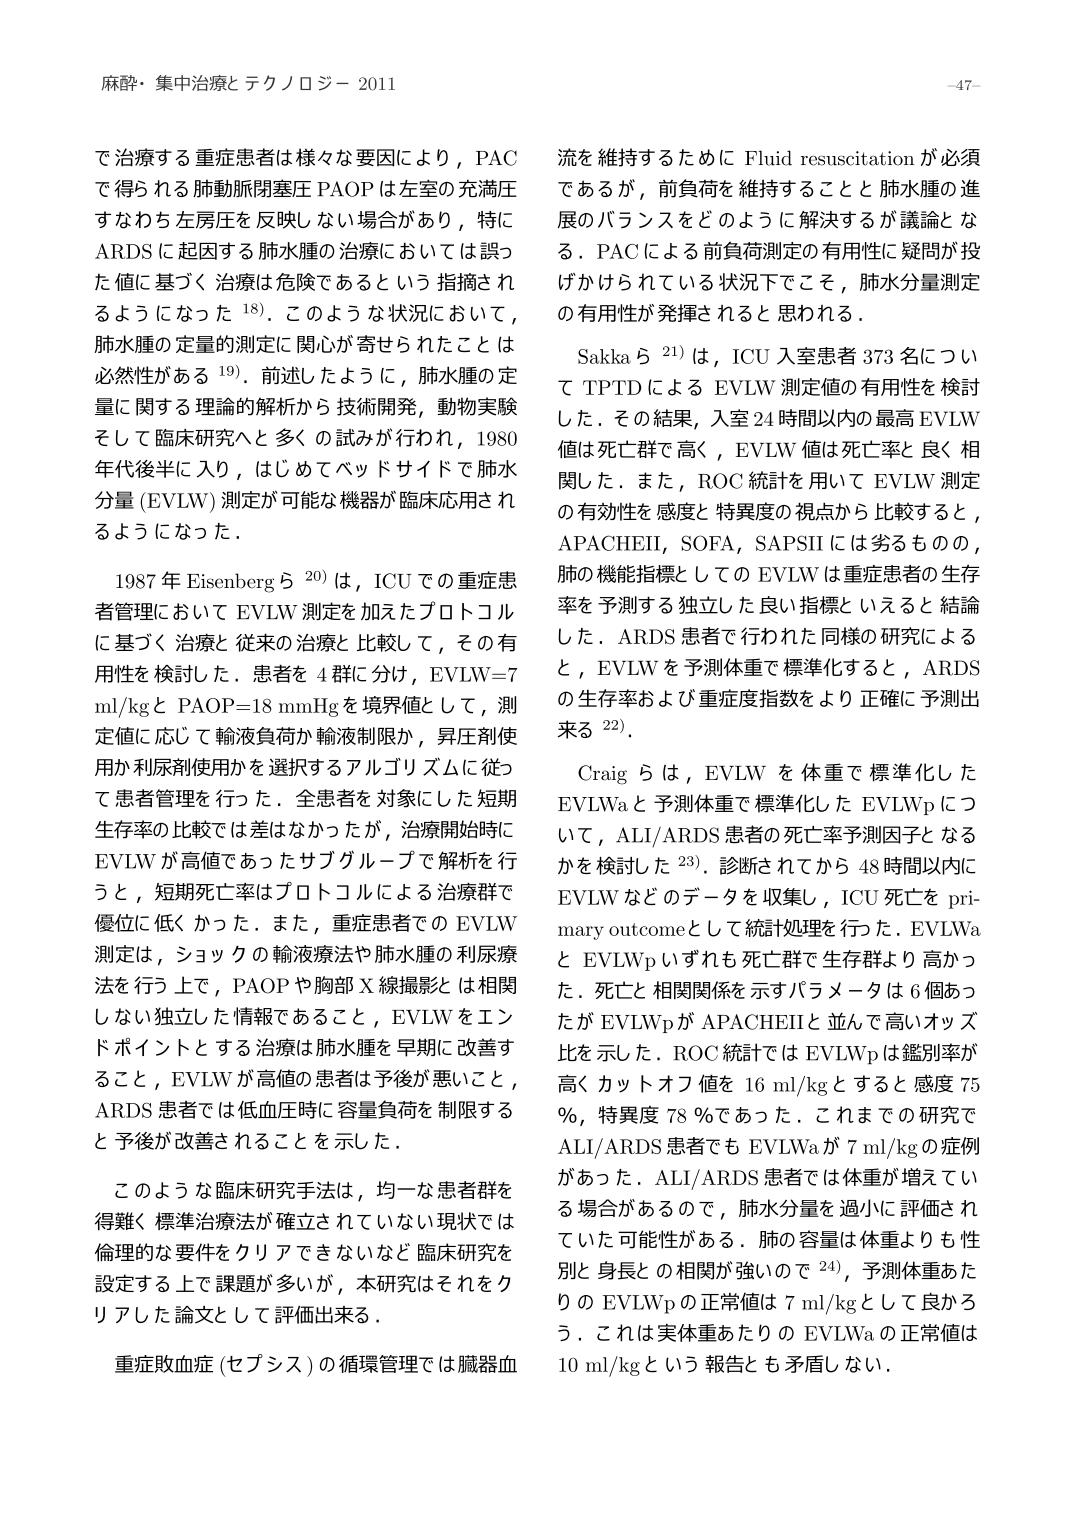 麻酔・集中治療とテクノロジー 2011
–47–
で治療する重症患者は様々な要因により，PAC
で得られる肺動脈閉塞圧 PAOP は左室の充満圧
すなわち左房圧を反映しない場合があり，特に
ARDS に起因する肺水腫の治療においては誤っ
た値に基づく治療は危険であるという指摘され
るようになった 18)．このような状況において，
肺水腫の定量的測定に関心が寄せられたことは
必然性がある 19)．前述したように，肺水腫の定
量に関する理論的解析から技術開発，動物実験
そして臨床研究へと多くの試みが行われ，1980
年代後半に入り，はじめてベッドサイドで肺水
分量 (EVLW) 測定が可能な機器が臨床応用され
るようになった．
1987 年 Eisenberg ら 20) は，ICU での重症患
者管理において EVLW 測定を加えたプロトコル
に基づく治療と従来の治療と比較して，その有
用性を検討した．患者を 4 群に分け，EVLW=7
ml/kg と PAOP=18 mmHg を境界値として，測
定値に応じて輸液負荷か輸液制限か，昇圧剤使
用か利尿剤使用かを選択するアルゴリズムに従っ
て患者管理を行った．全患者を対象にした短期
生存率の比較では差はなかったが，治療開始時に
EVLW が高値であったサブグループで解析を行
うと，短期死亡率はプロトコルによる治療群で
優位に低くかった．また，重症患者での EVLW
測定は，ショックの輸液療法や肺水腫の利尿療
法を行う上で，PAOP や胸部 X 線撮影とは相関
しない独立した情報であること，EVLW をエン
ドポイントとする治療は肺水腫を早期に改善す
ること，EVLW が高値の患者は予後が悪いこと，
ARDS 患者では低血圧時に容量負荷を制限する
と予後が改善されることを示した．
このような臨床研究手法は，均一な患者群を
得難く標準治療法が確立されていない現状では
倫理的な要件をクリアできないなど臨床研究を
設定する上で課題が多いが，本研究はそれをク
リアした論文として評価出来る．
重症敗血症 (セプシス) の循環管理では臓器血
流を維持するために Fluid resuscitation が必須
であるが，前負荷を維持することと肺水腫の進
展のバランスをどのように解決するが議論とな
る．PAC による前負荷測定の有用性に疑問が投
げかけられている状況下でこそ，肺水分量測定
の有用性が発揮されると思われる．
Sakka ら 21) は，ICU 入室患者 373 名につい
て TPTD による EVLW 測定値の有用性を検討
した．その結果，入室 24 時間以内の最高 EVLW
値は死亡群で高く，EVLW 値は死亡率と良く相
関した．また，ROC 統計を用いて EVLW 測定
の有効性を感度と特異度の視点から比較すると，
APACHEII，SOFA，SAPSII には劣るものの，
肺の機能指標としての EVLW は重症患者の生存
率を予測する独立した良い指標といえると結論
した．ARDS 患者で行われた同様の研究による
と，EVLW を予測体重で標準化すると，ARDS
の生存率および重症度指数をより正確に予測出
来る 22)．
Craig らは，EVLW を体重で標準化した
EVLWa と予測体重で標準化した EVLWp につ
いて，ALI/ARDS 患者の死亡率予測因子となる
かを検討した 23)．診断されてから 48 時間以内に
EVLW などのデータを収集し，ICU 死亡を pri-
mary outcome として統計処理を行った．EVLWa
と EVLWp いずれも死亡群で生存群より高かっ
た．死亡と相関関係を示すパラメータは 6 個あっ
たが EVLWp が APACHEII と並んで高いオッズ
比を示した．ROC 統計では EVLWp は鑑別率が
高くカットオフ値を 16 ml/kg とすると感度 75
%，特異度 78 %であった．これまでの研究で
ALI/ARDS 患者でも EVLWa が 7 ml/kg の症例
があった．ALI/ARDS 患者では体重が増えてい
る場合があるので，肺水分量を過小に評価され
ていた可能性がある．肺の容量は体重よりも性
別と身長との相関が強いので 24)，予測体重あた
りの EVLWp の正常値は 7 ml/kg として良かろ
う．これは実体重あたりの EVLWa の正常値は
10 ml/kg という報告とも矛盾しない．